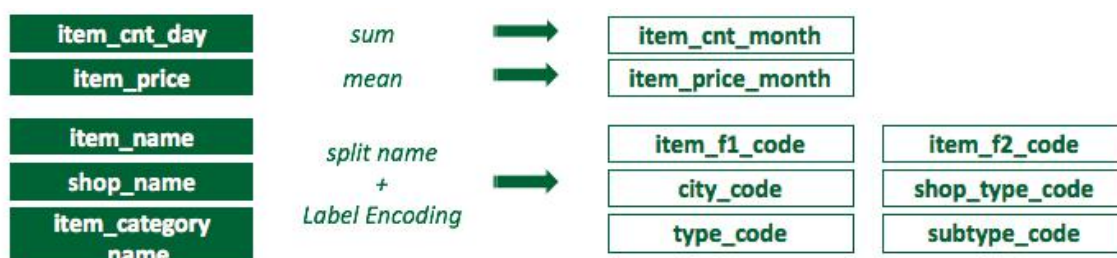 item_cnt_day sum item_cnt_month
item_price mean item_price_month
item_name item_f1_code item_f2_code
split name
shop_name + city_code shop_type_code
Label Encoding
item_category type_code subtype_code
name